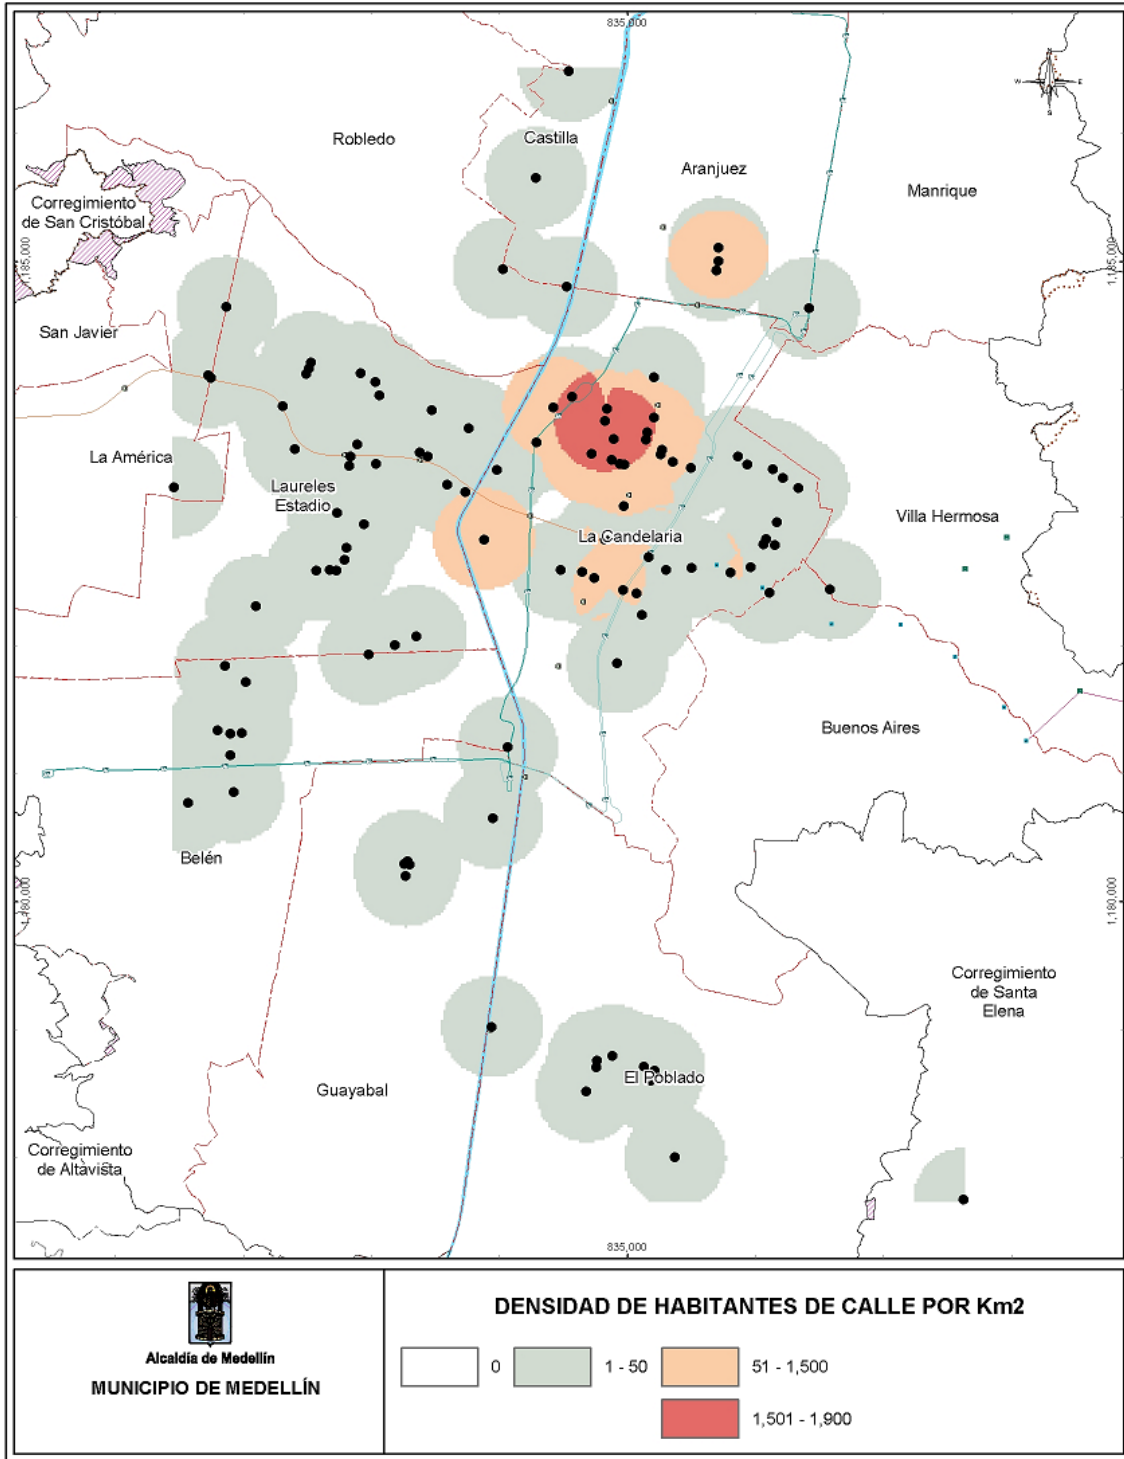 835,000
Robledo
Castilla
Aranjuez
Manrique
W
E
S
Corregimiento
de San Cristóbal
1,185,000
1,185,000
San Javier
La América
Laureles
Estadio
La Candelaria
Villa Hermosa
Buenos Aires
Belén
1,180,000
1,180,000
Corregimiento
de Santa
Elena
El Poblado
Guayabal
Corregimiento
de Altavista
835,000
Alcaldía de Medellín
MUNICIPIO DE MEDELLÍN
DENSIDAD DE HABITANTES DE CALLE POR Km2
0
1 - 50
51 - 1,500
1,501 - 1,900